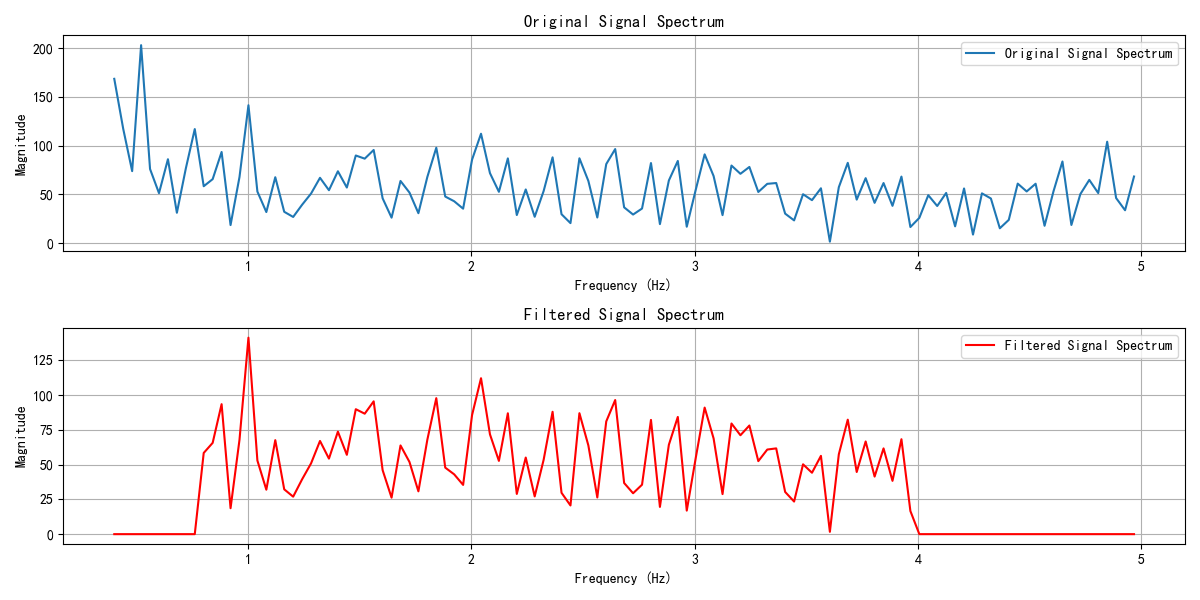 Original Signal Spectrum
Original Signal Spectrum
200
150
100
50
0
Magnitude
1 2 3 4 5
Frequency (Hz)
Filtered Signal Spectrum
Filtered Signal Spectrum
125
100
75
50
25
0
Magnitude
1 2 3 4 5
Frequency (Hz)